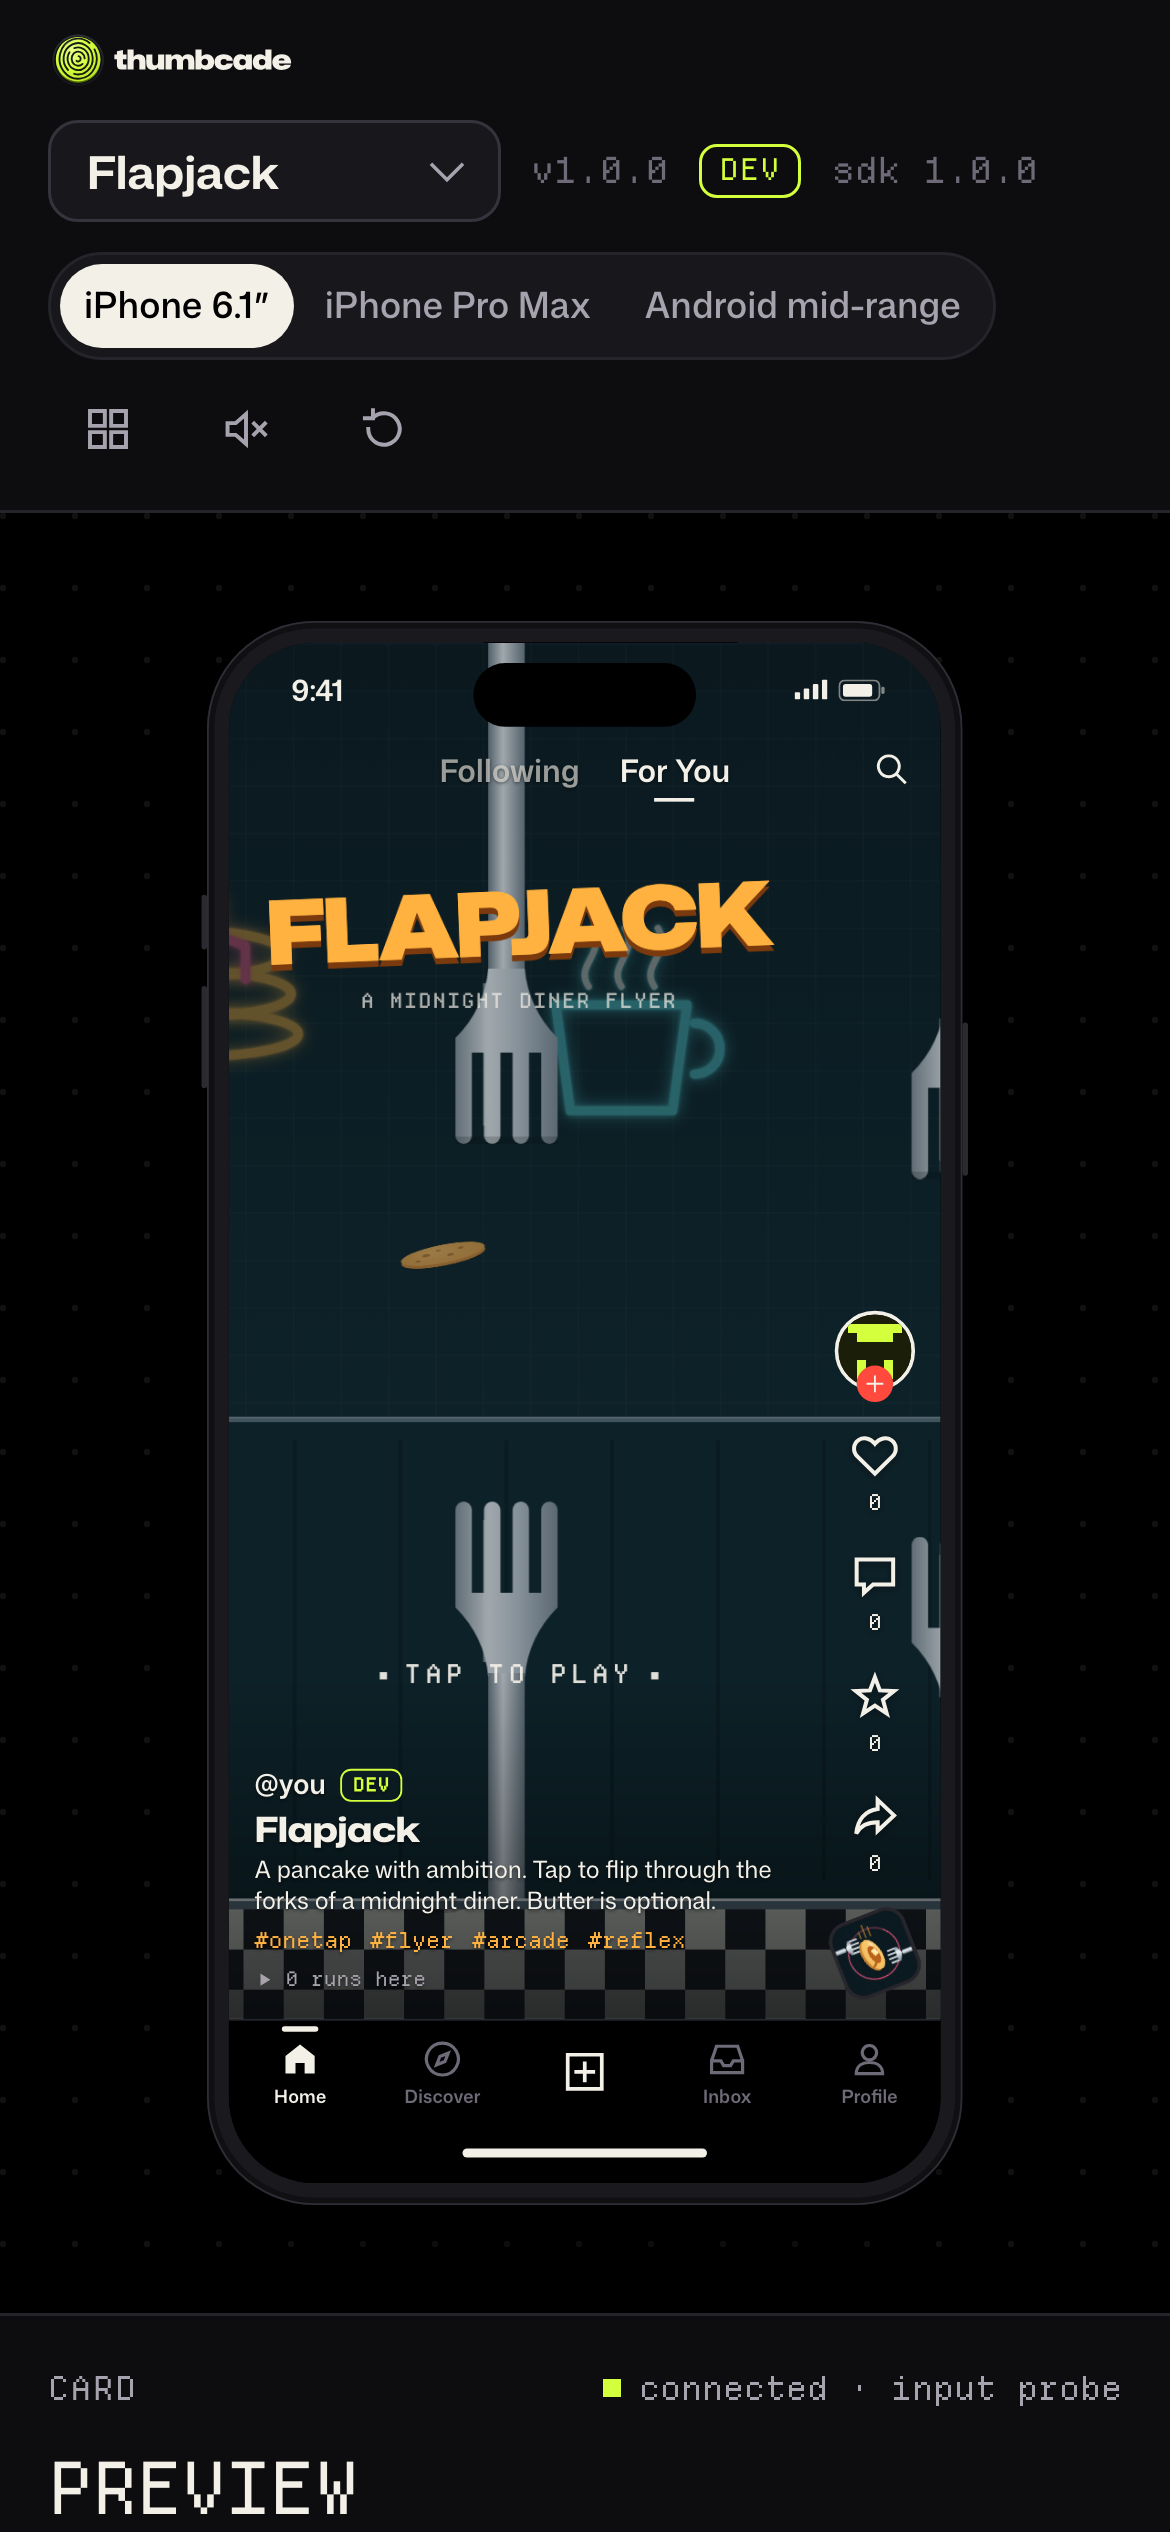 thumbcade
Flapjack
v1.0.0 DEV sdk 1.0.0
iPhone 6.1″ iPhone Pro Max Android mid-range
9:41
Following For You
FLAPJACK
A MIDNIGHT DINER FLYER
0
0
▪ TAP TO PLAY ▪
0
@you DEV
Flapjack
A pancake with ambition. Tap to flip through the
forks of a midnight diner. Butter is optional.
0
#onetap #flyer #arcade #reflex
0 runs here
Home Discover Inbox Profile
CARD
connected · input probe
PREVIEW